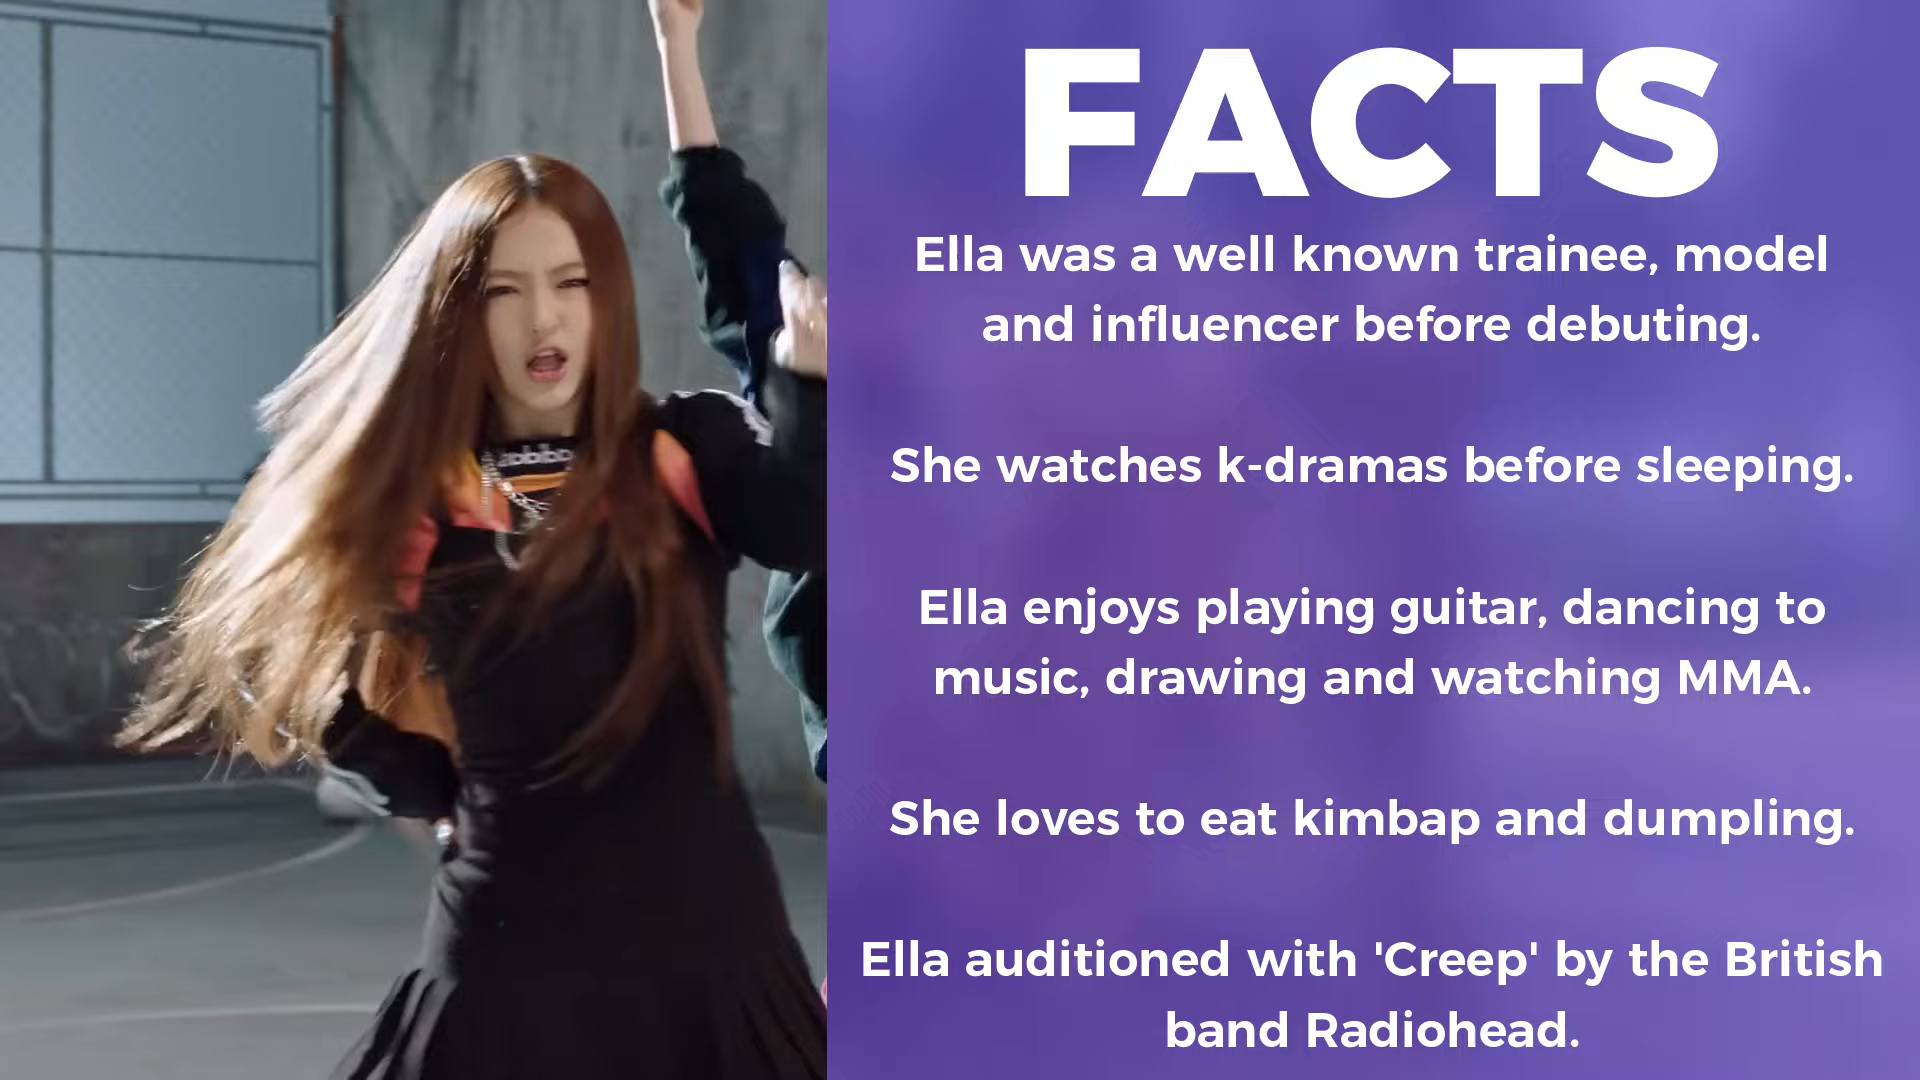 FACTS
Ella was a well known trainee, model
and influencer before debuting.
She watches k-dramas before sleeping.
Ella enjoys playing guitar, dancing to
music, drawing and watching MMA.
She loves to eat kimbap and dumpling.
Ella auditioned with 'Creep' by the British
band Radiohead.